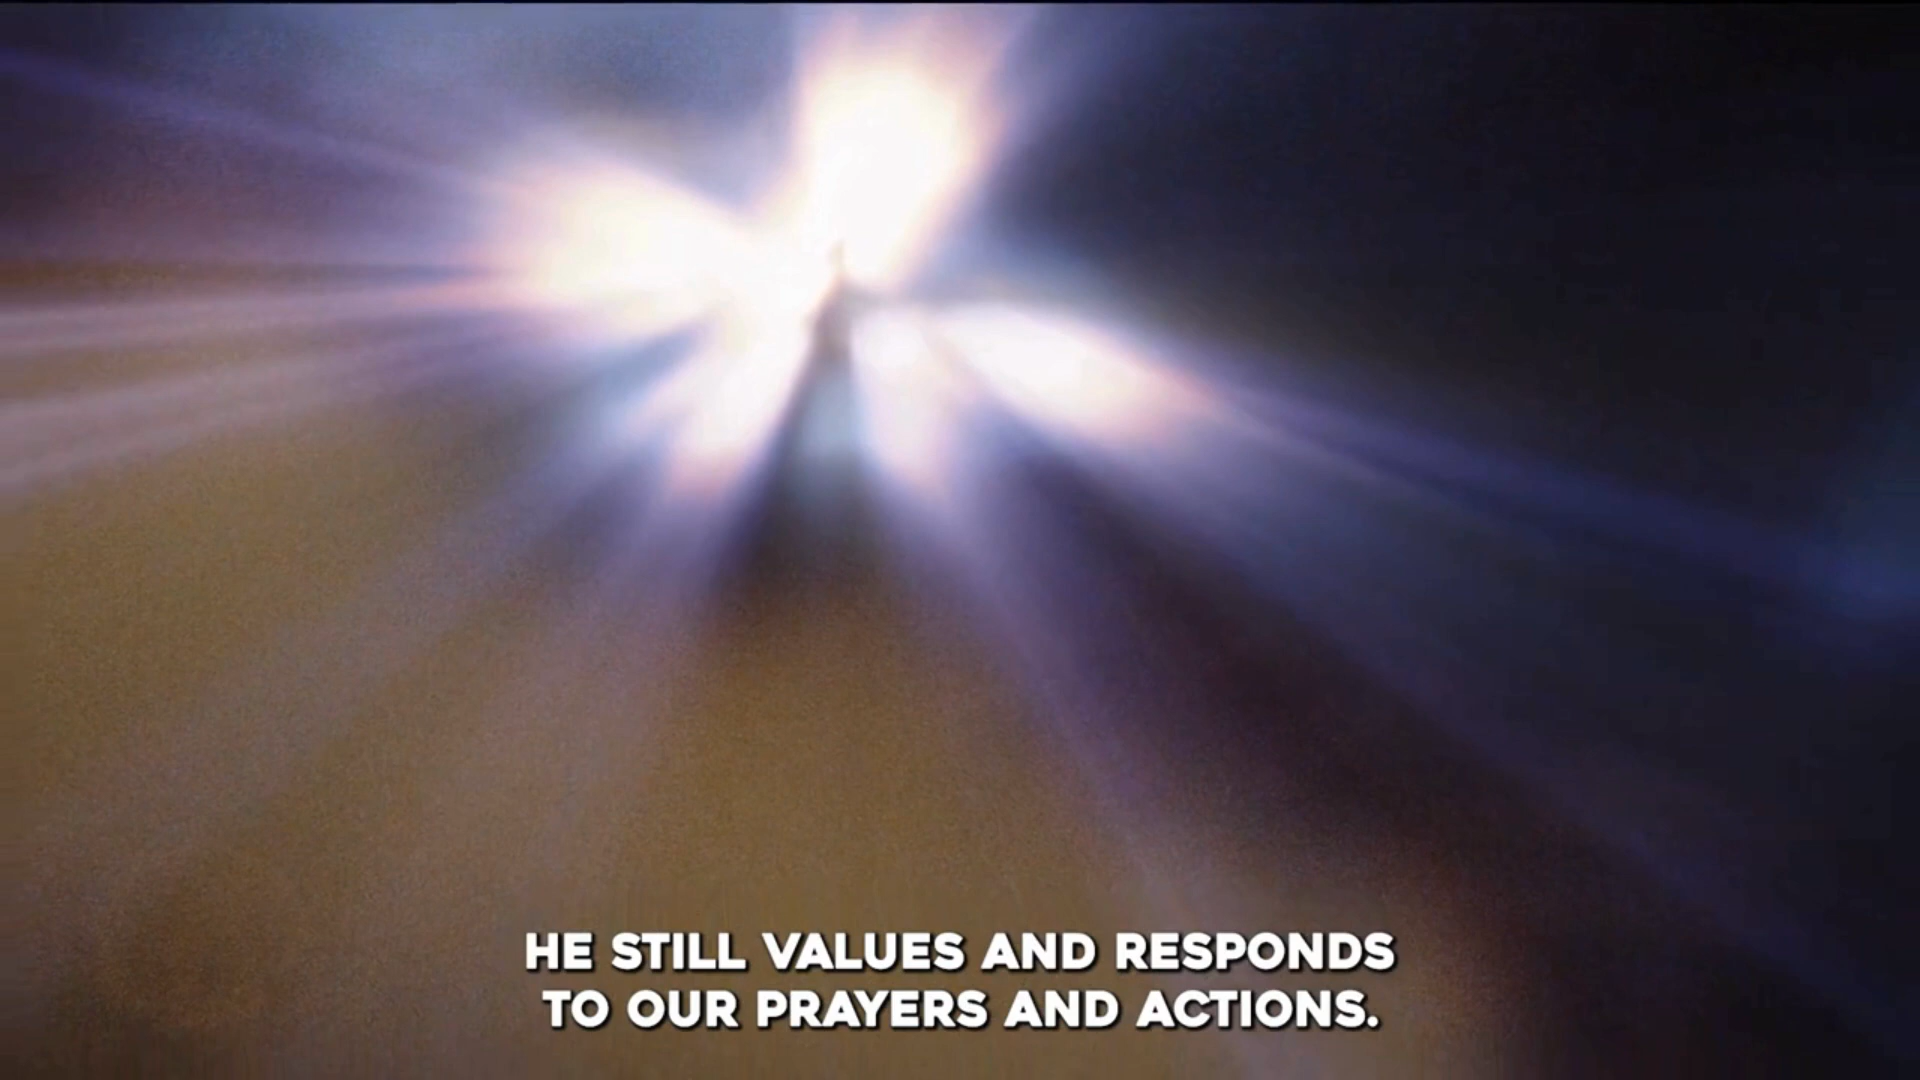 HE STILL VALUES AND RESPONDS
TO OUR PRAYERS AND ACTIONS.